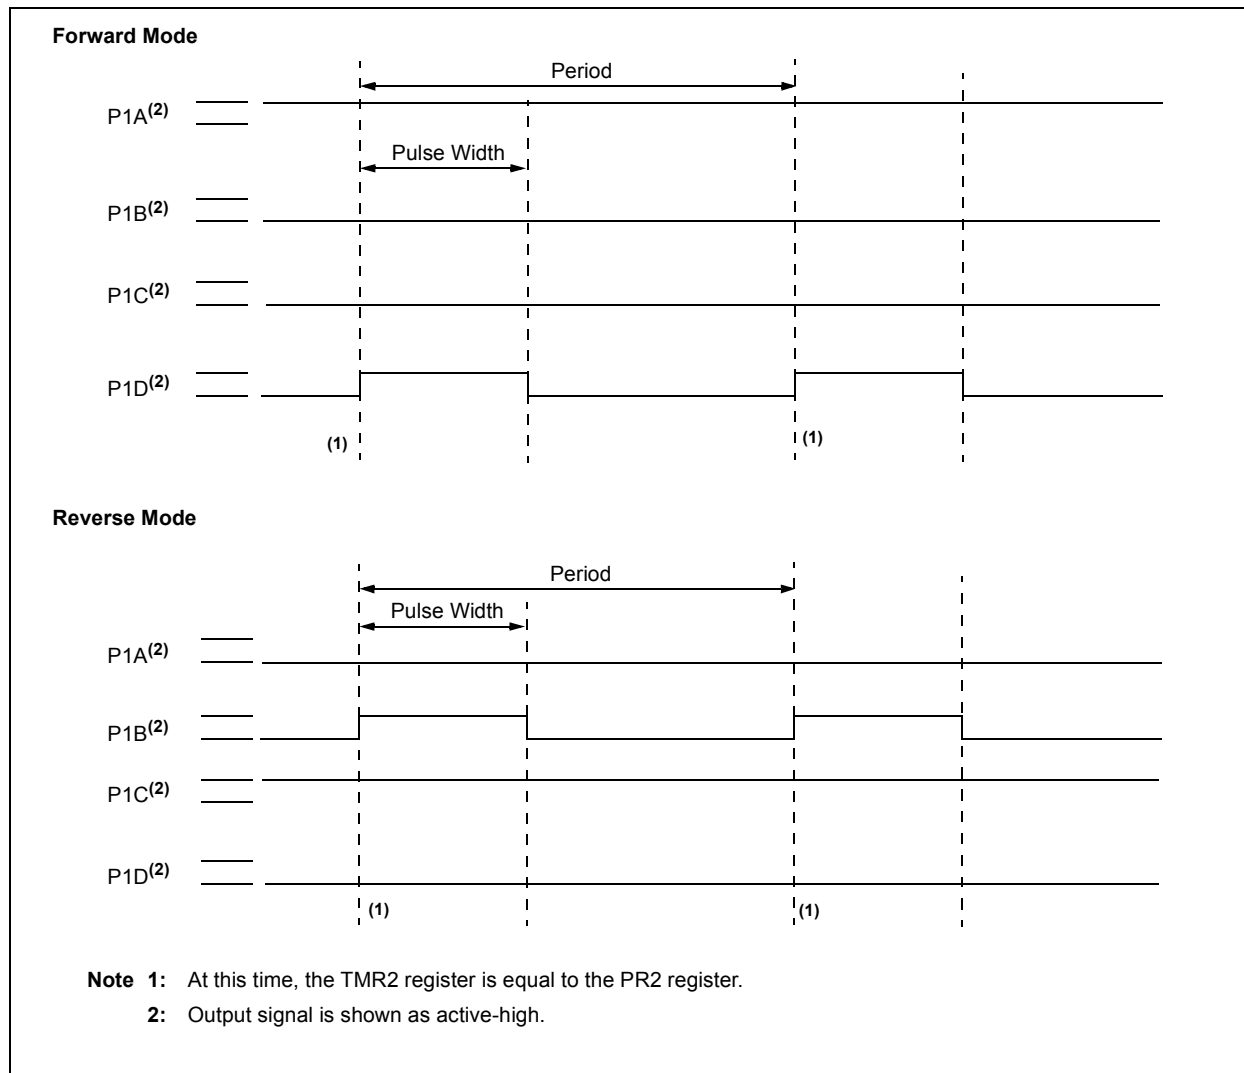 Forward Mode
Period
P1A(2)
Pulse Width
P1B(2)
P1C(2)
P1D(2)
(1)
(1)
Reverse Mode
Period
Pulse Width
P1A(2)
P1B(2)
P1C(2)
P1D(2)
(1)
(1)
Note 1: At this time, the TMR2 register is equal to the PR2 register.
2: Output signal is shown as active-high.